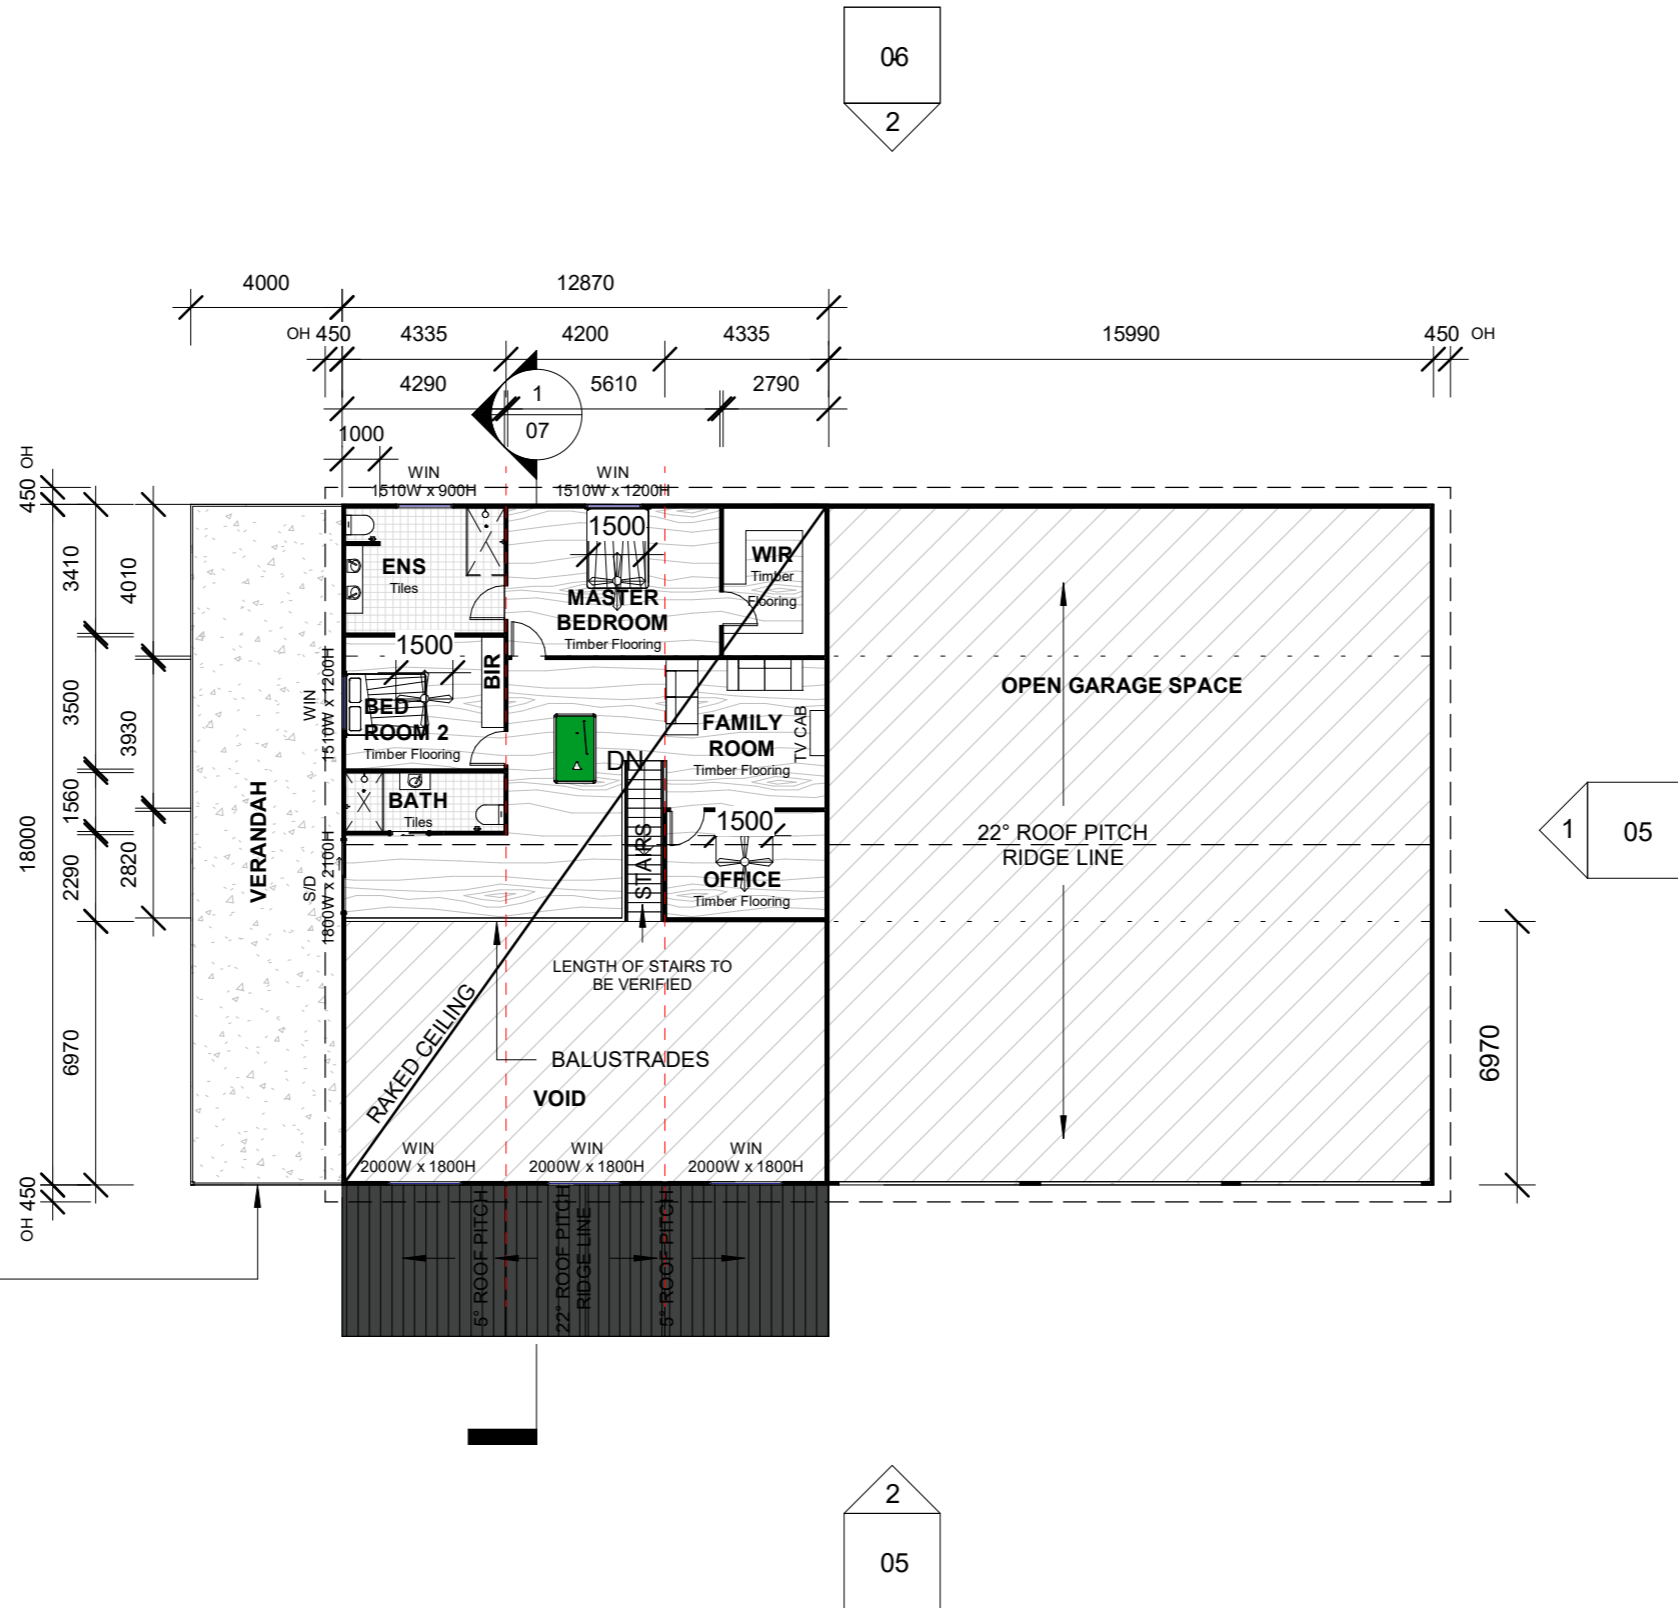 06
2
4000
12870
OH 450
4335
4200
4335
15990
450 OH
4290
5610
2790
1
07
1000
WIN
1510W x 900H
WIN
1510W x 1200H
450 OH
3410
4010
3500
3930
1560
18000
2290
2820
6970
OH 450
1500
ENS
Tiles
WIR
Timber
Flooring
MASTER
BEDROOM
Timber Flooring
1500
BIR
WIN
1510W x 1200H
BED
ROOM 2
Timber Flooring
OPEN GARAGE SPACE
FAMILY
ROOM
Timber Flooring
TV CAB
DN
BATH
Tiles
VERANDAH
S/D
1800W x 2100H
STAIRS
1500
OFFICE
Timber Flooring
22° ROOF PITCH
RIDGE LINE
1
05
LENGTH OF STAIRS TO
BE VERIFIED
RAKED CEILING
BALUSTRADES
VOID
6970
WIN
2000W x 1800H
WIN
2000W x 1800H
WIN
2000W x 1800H
5° ROOF PITCH
22° ROOF PITCH
RIDGE LINE
5° ROOF PITCH
2
05